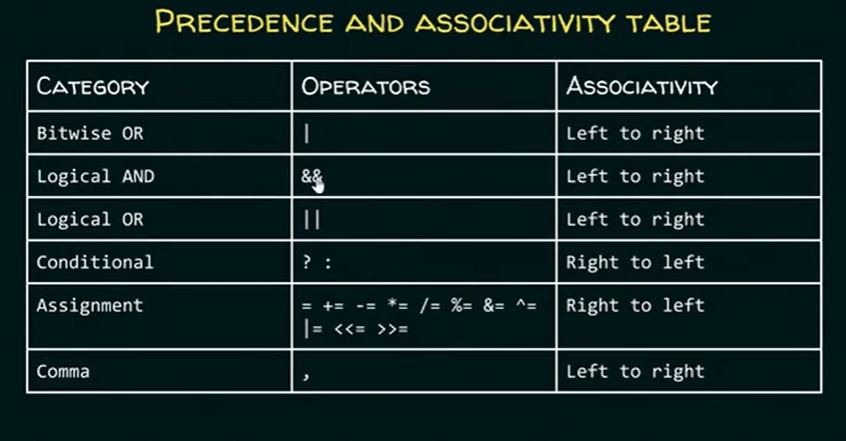 PRECEDENCE AND ASSOCIATIVITY TABLE
CATEGORY OPERATORS ASSOCIATIVITY
Bitwise OR | Left to right
Logical AND && Left to right
Logical OR || Left to right
Conditional ? : Right to left
Assignment = += -= *= /= %= &= ^= Right to left
|= <<= >>=
Comma , Left to right